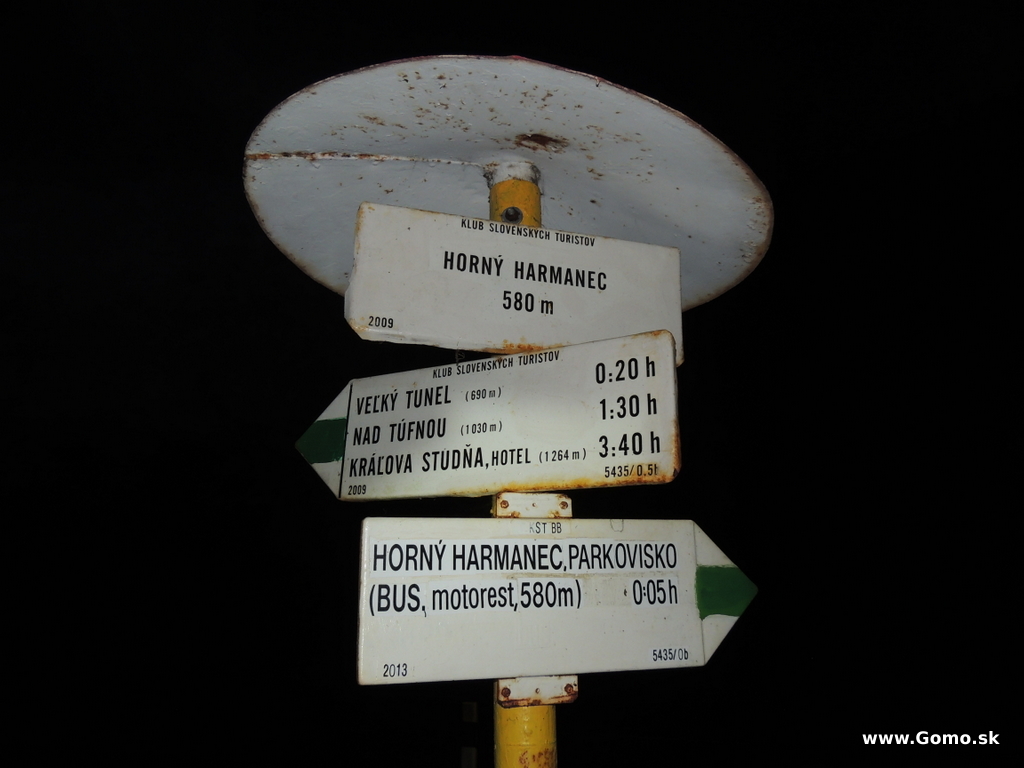 KLUB SLOVENSKÝCH TURISTOV
HORNÝ HARMANEC
580 m
2009
KLUB SLOVENSKÝCH TURISTOV
VEĽKÝ TUNEL (690 m) 0:20 h
NAD TÚFNOU (1030 m) 1:30 h
KRÁĽOVA STUDŇA, HOTEL (1264 m) 3:40 h
2009 5435/0.5h
KST BB
HORNÝ HARMANEC, PARKOVISKO
(BUS, motorest, 580m) 0:05 h
2013 5435/0b
www.Gomo.sk